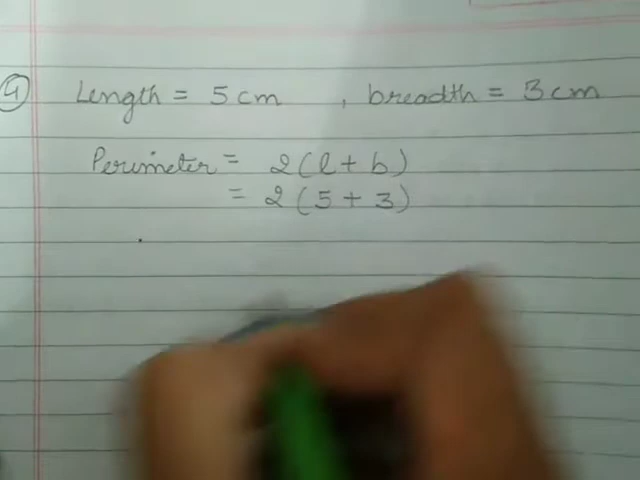 4 Length = 5 cm , breadth = 3 cm
Perimeter = 2(l + b)
= 2(5 + 3)